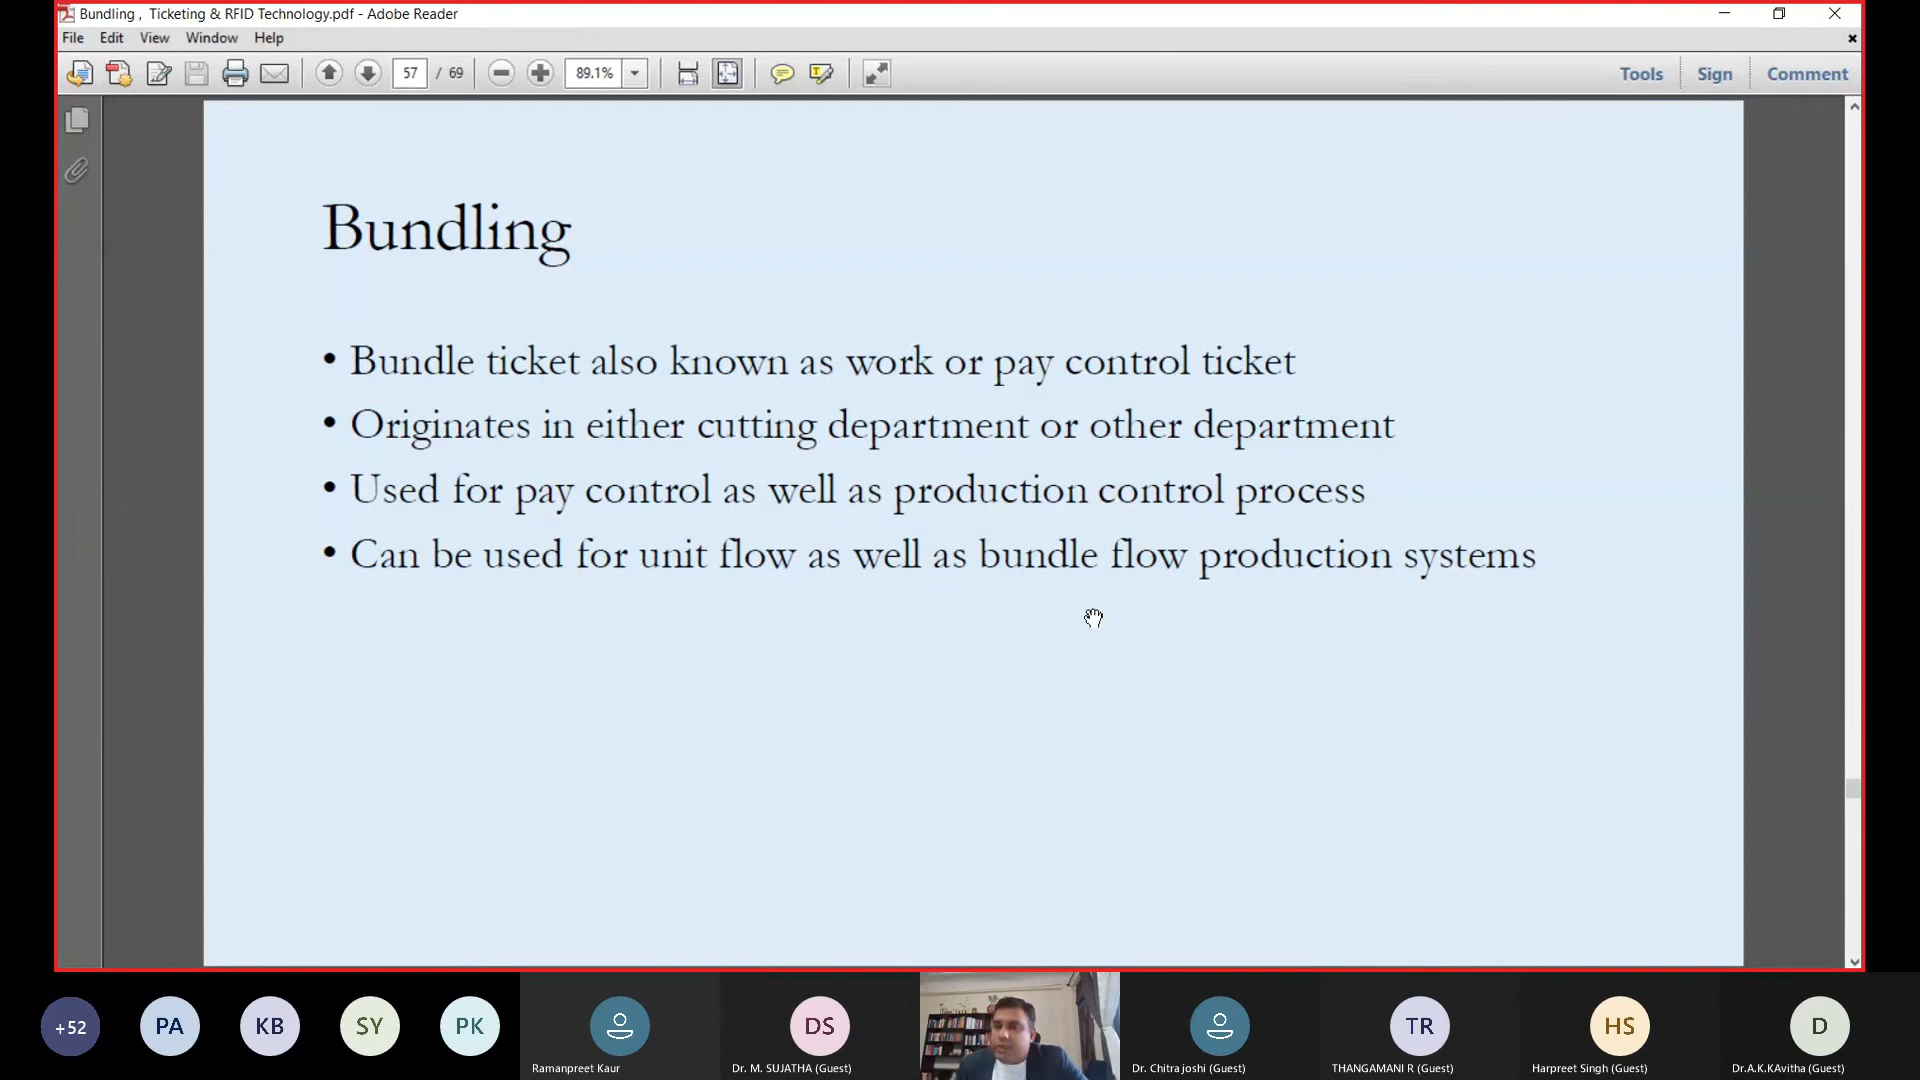 Bundling , Ticketing & RFID Technology.pdf - Adobe Reader
File Edit View Window Help
57 / 69 89.1% Tools Sign Comment
Bundling
• Bundle ticket also known as work or pay control ticket
• Originates in either cutting department or other department
• Used for pay control as well as production control process
• Can be used for unit flow as well as bundle flow production systems
+52 PA KB SY PK DS TR HS D
Ramanpreet Kaur Dr. M. SUJATHA (Guest) Dr. Chitra joshi (Guest) THANGAMANI R (Guest) Harpreet Singh (Guest) Dr.A.K.KAvitha (Guest)